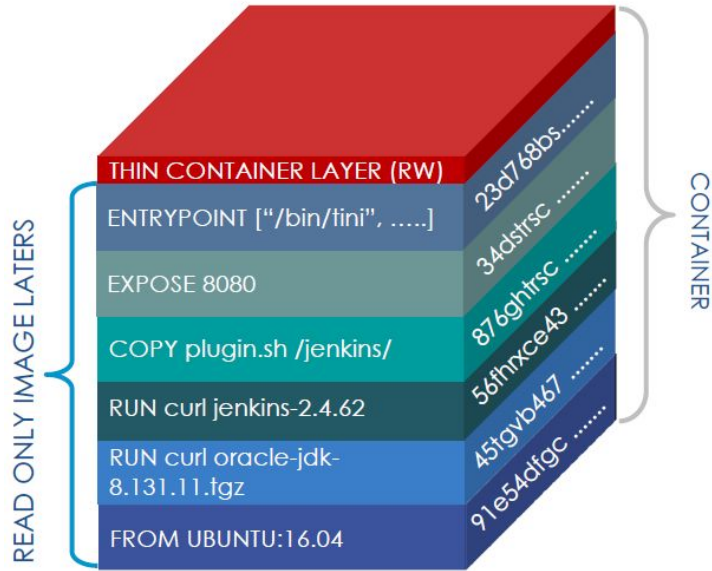 THIN CONTAINER LAYER (RW)
ENTRYPOINT [“/bin/tini”, .....]
EXPOSE 8080
COPY plugin.sh /jenkins/
RUN curl jenkins-2.4.62
RUN curl oracle-jdk-
8.131.11.tgz
FROM UBUNTU:16.04
23d768bs.......
34dstrsc .......
876ghtrsc .......
56fhrxce43 .......
45tgvb467 .......
91e54dfgc .......
READ ONLY IMAGE LATERS
CONTAINER